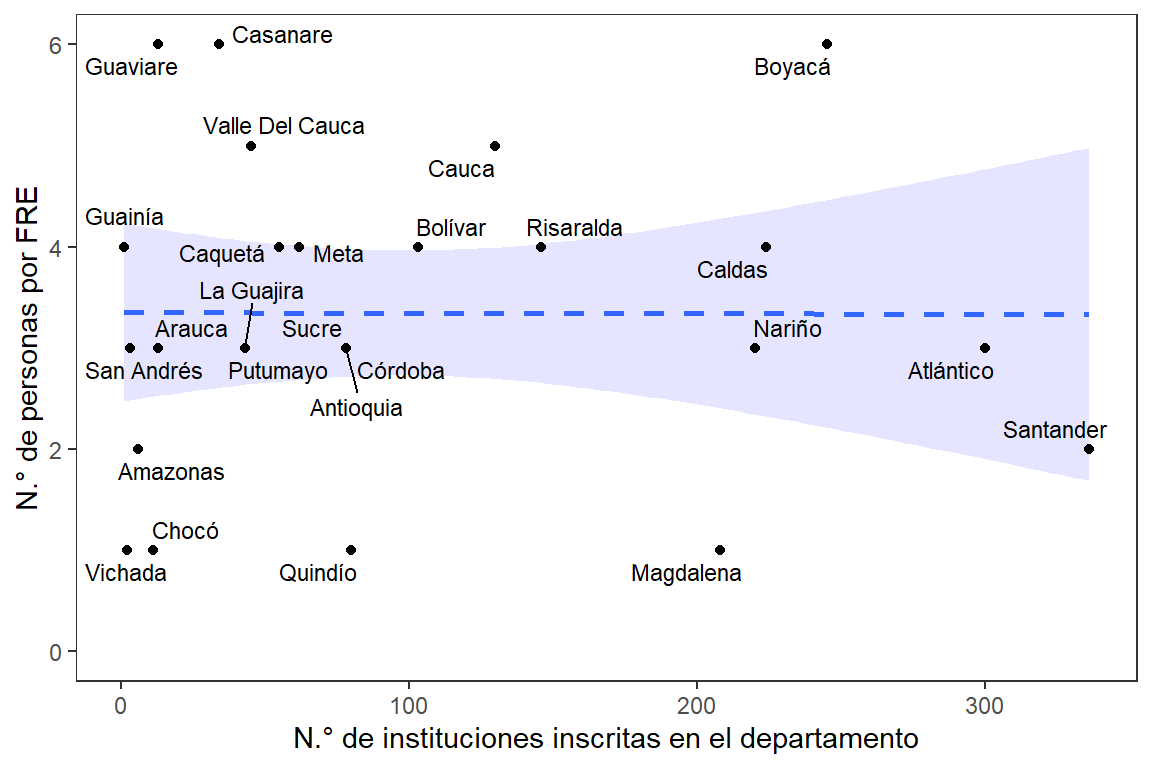 N.° de personas por FRE
6
4
2
0
Casanare
Guaviare
Boyacá
Valle Del Cauca
Cauca
Guainía
Bolívar
Risaralda
Caquetá
Meta
Caldas
La Guajira
Arauca
Sucre
Nariño
San Andrés
Putumayo
Córdoba
Atlántico
Antioquia
Santander
Amazonas
Chocó
Vichada
Quindío
Magdalena
0
100
200
300
N.° de instituciones inscritas en el departamento